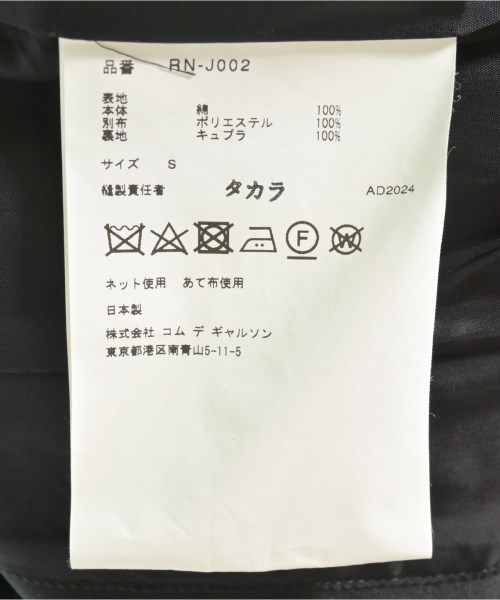 品番 RN-J002
表地
本体 綿 100%
別布 ポリエステル 100%
裏地 キュプラ 100%
サイズ S
縫製責任者 タカラ AD2024
F W
ネット使用 あて布使用
日本製
株式会社 コム デ ギャルソン
東京都港区南青山5-11-5